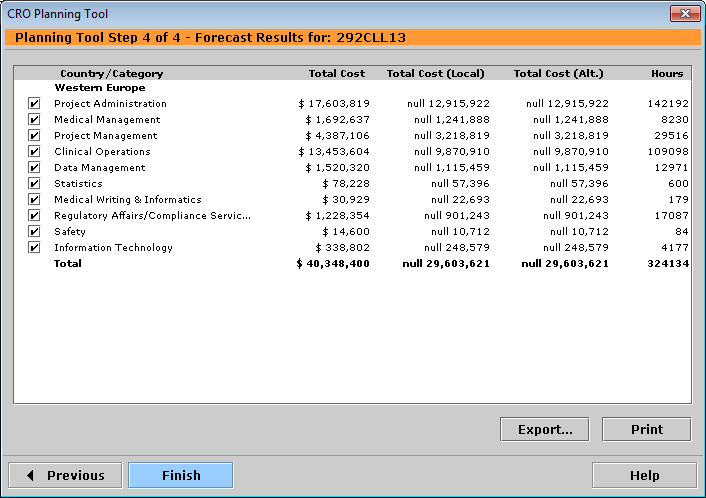 CRO Planning Tool
Planning Tool Step 4 of 4 - Forecast Results for: 292CLL13
Country/Category Total Cost Total Cost (Local) Total Cost (Alt.) Hours
Western Europe
Project Administration $ 17,603,819 null 12,915,922 null 12,915,922 142192
Medical Management $ 1,692,637 null 1,241,888 null 1,241,888 8230
Project Management $ 4,387,106 null 3,218,819 null 3,218,819 29516
Clinical Operations $ 13,453,604 null 9,870,910 null 9,870,910 109098
Data Management $ 1,520,320 null 1,115,459 null 1,115,459 12971
Statistics $ 78,228 null 57,396 null 57,396 600
Medical Writing & Informatics $ 30,929 null 22,693 null 22,693 179
Regulatory Affairs/Compliance Servic... $ 1,228,354 null 901,243 null 901,243 17087
Safety $ 14,600 null 10,712 null 10,712 84
Information Technology $ 338,802 null 248,579 null 248,579 4177
Total $ 40,348,400 null 29,603,621 null 29,603,621 324134
Export... Print
Previous Finish Help